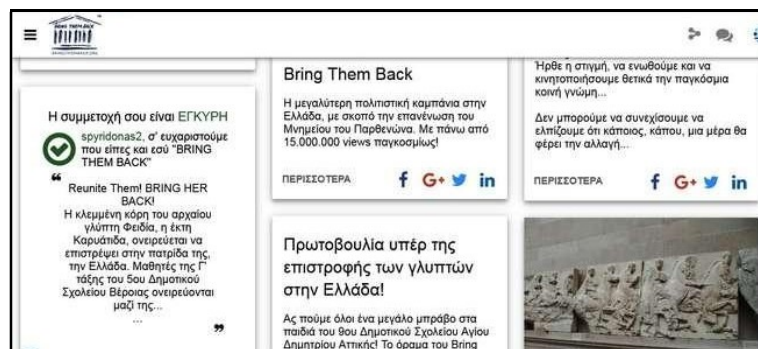 BRING THEM BACK
Η συμμετοχή σου είναι ΕΓΚΥΡΗ
spyridonas2, σ' ευχαριστούμε
που είπες και εσύ "BRING
THEM BACK"
❝
Reunite Them! BRING HER
BACK!
Η κλεμμένη κόρη του αρχαίου
γλύπτη Φειδία, η έκτη
Καρυάτιδα, ονειρεύεται να
επιστρέψει στην πατρίδα της,
την Ελλάδα. Μαθητές της Γ'
τάξης του 5ου Δημοτικού
Σχολείου Βέροιας ονειρεύονται
μαζί της...
...
❞
Bring Them Back
Η μεγαλύτερη πολιτιστική καμπάνια στην
Ελλάδα, με σκοπό την επανένωση του
Μνημείου του Παρθενώνα. Με πάνω από
15.000.000 views παγκοσμίως!
ΠΕΡΙΣΣΟΤΕΡΑ
f G+ in
Πρωτοβουλία υπέρ της
επιστροφής των γλυπτών
στην Ελλάδα!
Ας πούμε όλοι ένα μεγάλο μπράβο στα
παιδιά του 9ου Δημοτικού Σχολείου Αγίου
Δημητρίου Αττικής! Το όραμα του Bring
Ήρθε η στιγμή, να ενωθούμε και να
κινητοποιήσουμε θετικά την παγκόσμια
κοινή γνώμη...
Δεν μπορούμε να συνεχίσουμε να
ελπίζουμε ότι κάποιος, κάπου, μια μέρα θα
φέρει την αλλαγή...
ΠΕΡΙΣΣΟΤΕΡΑ
f G+ in